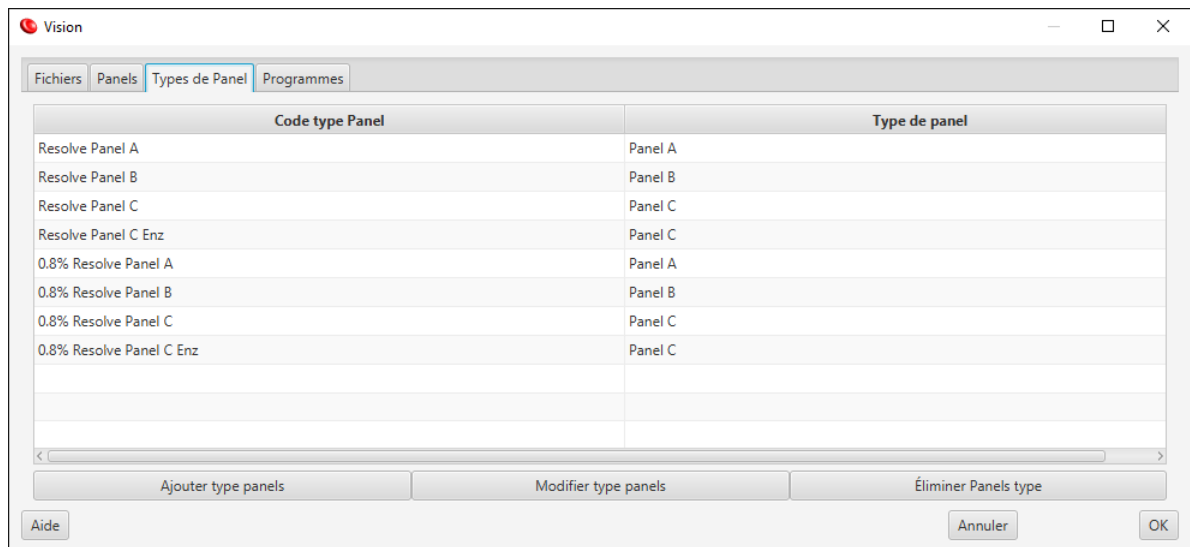 Vision
Fichiers Panels Types de Panel Programmes
Code type Panel Type de panel
Resolve Panel A Panel A
Resolve Panel B Panel B
Resolve Panel C Panel C
Resolve Panel C Enz Panel C
0.8% Resolve Panel A Panel A
0.8% Resolve Panel B Panel B
0.8% Resolve Panel C Panel C
0.8% Resolve Panel C Enz Panel C
Ajouter type panels Modifier type panels Éliminer Panels type
Aide Annuler OK